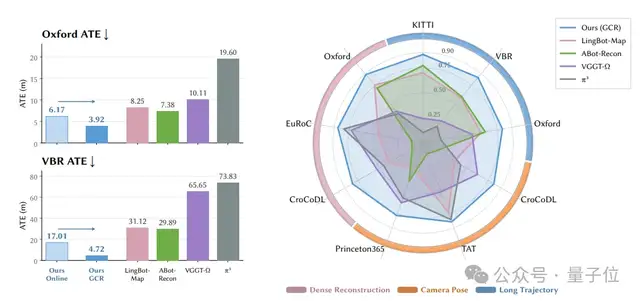 Oxford ATE↓
ATE (m)
20
15
10
5
0
6.17
3.92
8.25
7.38
10.11
19.60
VBR ATE↓
ATE (m)
80
60
40
20
0
17.01
4.72
31.12
29.89
65.65
73.83
Ours Online
Ours GCR
LingBot-Map
ABot-Recon
VGGT-Ω
π³
KITTI
VBR
Oxford
CroCoDL
TAT
Princeton365
CroCoDL
EuRoC
Oxford
0.90
0.75
0.50
0.25
Ours (GCR)
LingBot-Map
ABot-Recon
VGGT-Ω
π³
Dense Reconstruction
Camera Pose
Long Trajectory
公众号 · 量子位